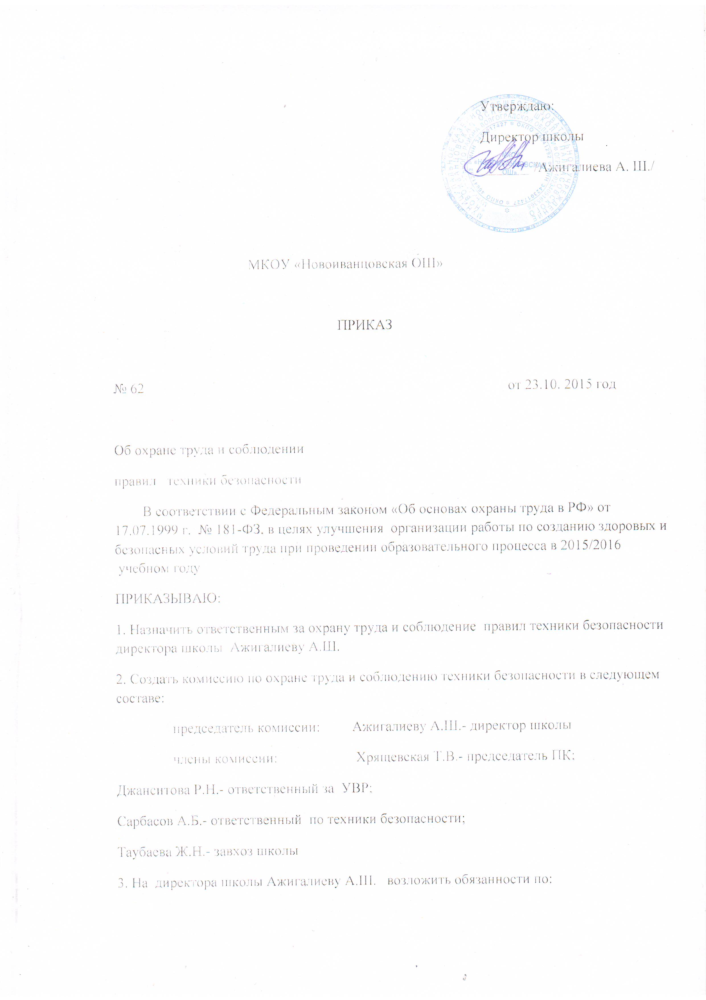 Утверждаю:
Директор школы
/Ажигалиева А. Ш./
МКОУ
ОШ»
МКОУ «Новоиванцовская ОШ»
ПРИКАЗ
№ 62 от 23.10. 2015 год
Об охране труда и соблюдении
правил техники безопасности
В соответствии с Федеральным законом «Об основах охраны труда в РФ» от
17.07.1999 г. № 181-ФЗ, в целях улучшения организации работы по созданию здоровых и
безопасных условий труда при проведении образовательного процесса в 2015/2016
учебном году
ПРИКАЗЫВАЮ:
1. Назначить ответственным за охрану труда и соблюдение правил техники безопасности
директора школы Ажигалиеву А.Ш.
2. Создать комиссию по охране труда и соблюдению техники безопасности в следующем
составе:
председатель комиссии: Ажигалиеву А.Ш.- директор школы
члены комиссии: Хрящевская Т.В.- председатель ПК;
Джанситова Р.Н.- ответственный за УВР;
Сарбасов А.Б.- ответственный по техники безопасности;
Таубаева Ж.Н.- завхоз школы
3. На директора школы Ажигалиеву А.Ш. возложить обязанности по: